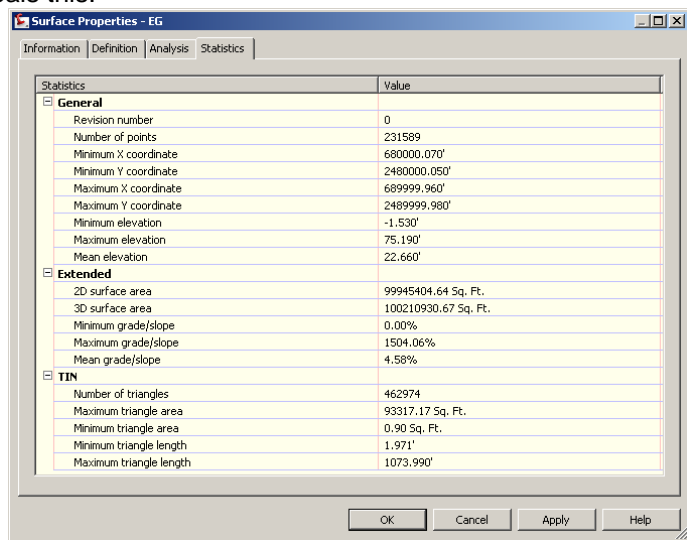 Surface Properties - EG
Information Definition Analysis Statistics
Statistics Value
General
Revision number 0
Number of points 231589
Minimum X coordinate 680000.070'
Minimum Y coordinate 2480000.050'
Maximum X coordinate 689999.960'
Maximum Y coordinate 2489999.980'
Minimum elevation -1.530'
Maximum elevation 75.190'
Mean elevation 22.660'
Extended
2D surface area 99945404.64 Sq. Ft.
3D surface area 100210930.67 Sq. Ft.
Minimum grade/slope 0.00%
Maximum grade/slope 1504.06%
Mean grade/slope 4.58%
TIN
Number of triangles 462974
Maximum triangle area 93317.17 Sq. Ft.
Minimum triangle area 0.90 Sq. Ft.
Minimum triangle length 1.971'
Maximum triangle length 1073.990'
OK Cancel Apply Help